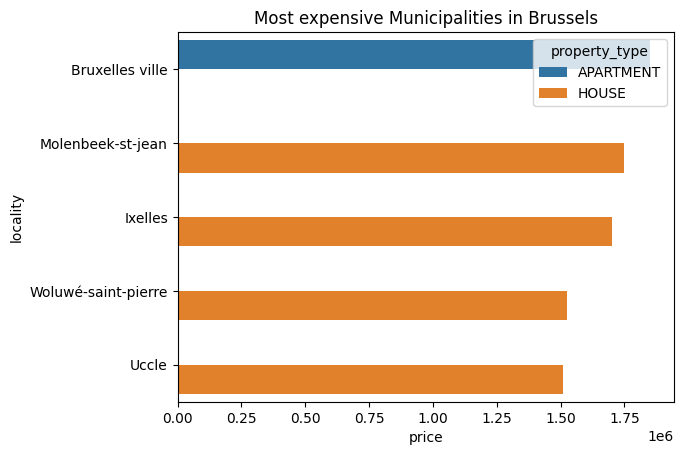 Most expensive Municipalities in Brussels
property_type
APARTMENT
HOUSE
Bruxelles ville
Molenbeek-st-jean
Ixelles
Woluwé-saint-pierre
Uccle
locality
0.00 0.25 0.50 0.75 1.00 1.25 1.50 1.75
1e6
price